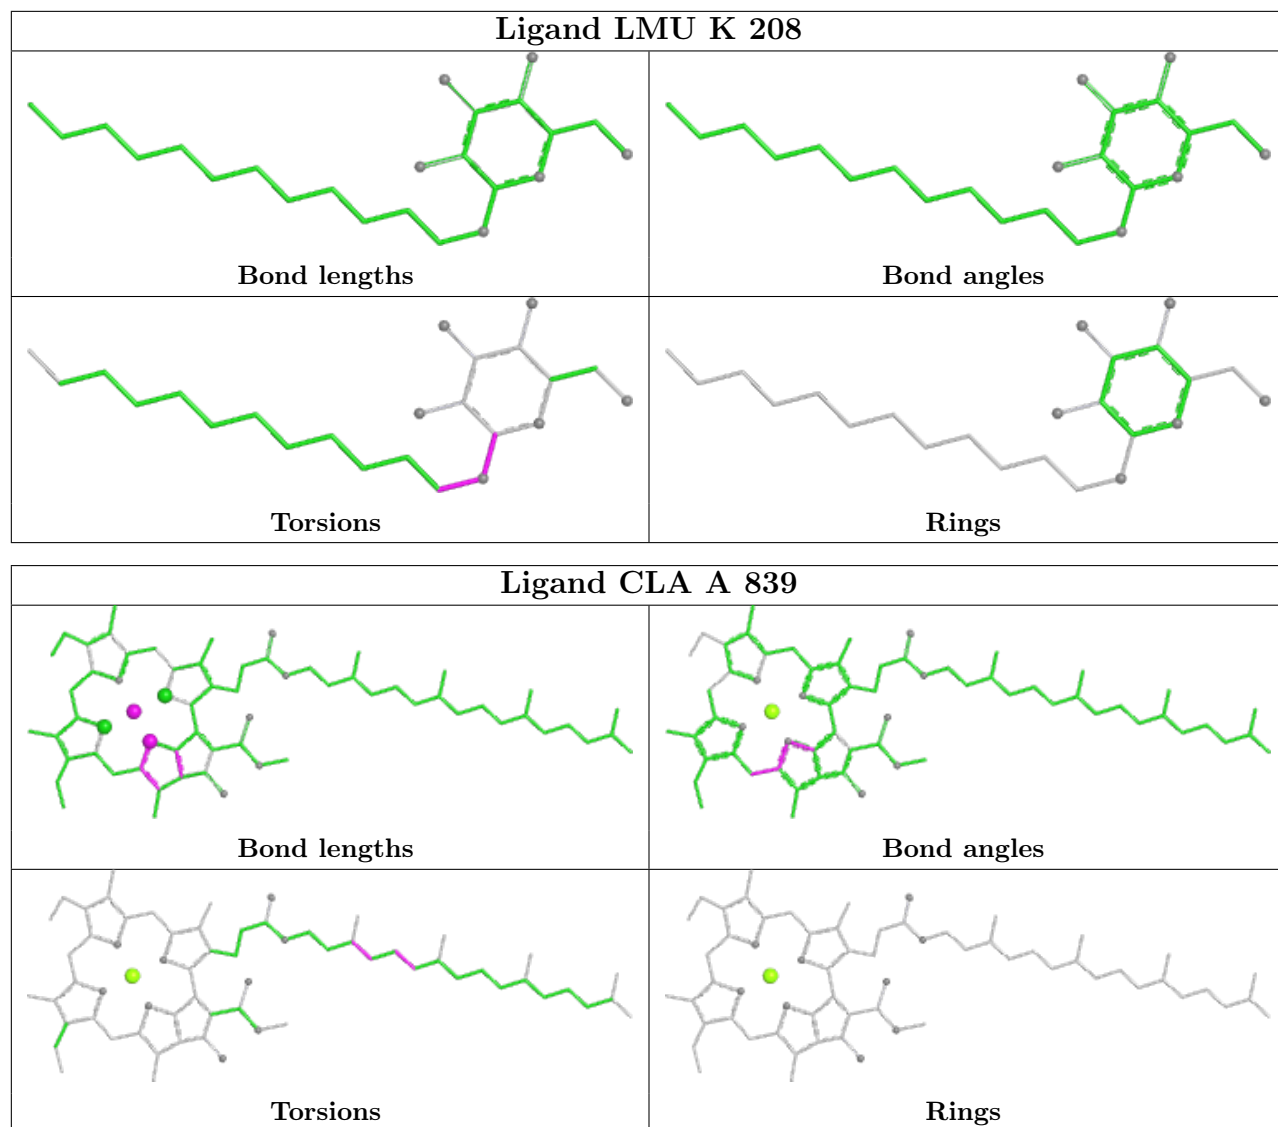 Ligand LMU K 208
Bond lengths
Bond angles
Torsions
Rings
Ligand CLA A 839
Bond lengths
Bond angles
Torsions
Rings